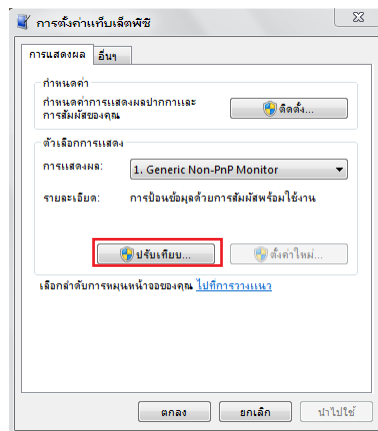 การตั้งค่าแท็บเล็ตพีซี
การแสดงผล อื่นๆ
กำหนดค่า
กำหนดค่าการแสดงผลปากกาและ
การสัมผัสของคุณ
ติดตั้ง...
ตัวเลือกการแสดง
การแสดงผล: 1. Generic Non-PnP Monitor
รายละเอียด: การป้อนข้อมูลด้วยการสัมผัสพร้อมใช้งาน
ปรับเทียบ... ตั้งค่าใหม่...
เลือกลำดับการหมุนหน้าจอของคุณ ไปที่การวางแนว
ตกลง ยกเลิก นำไปใช้